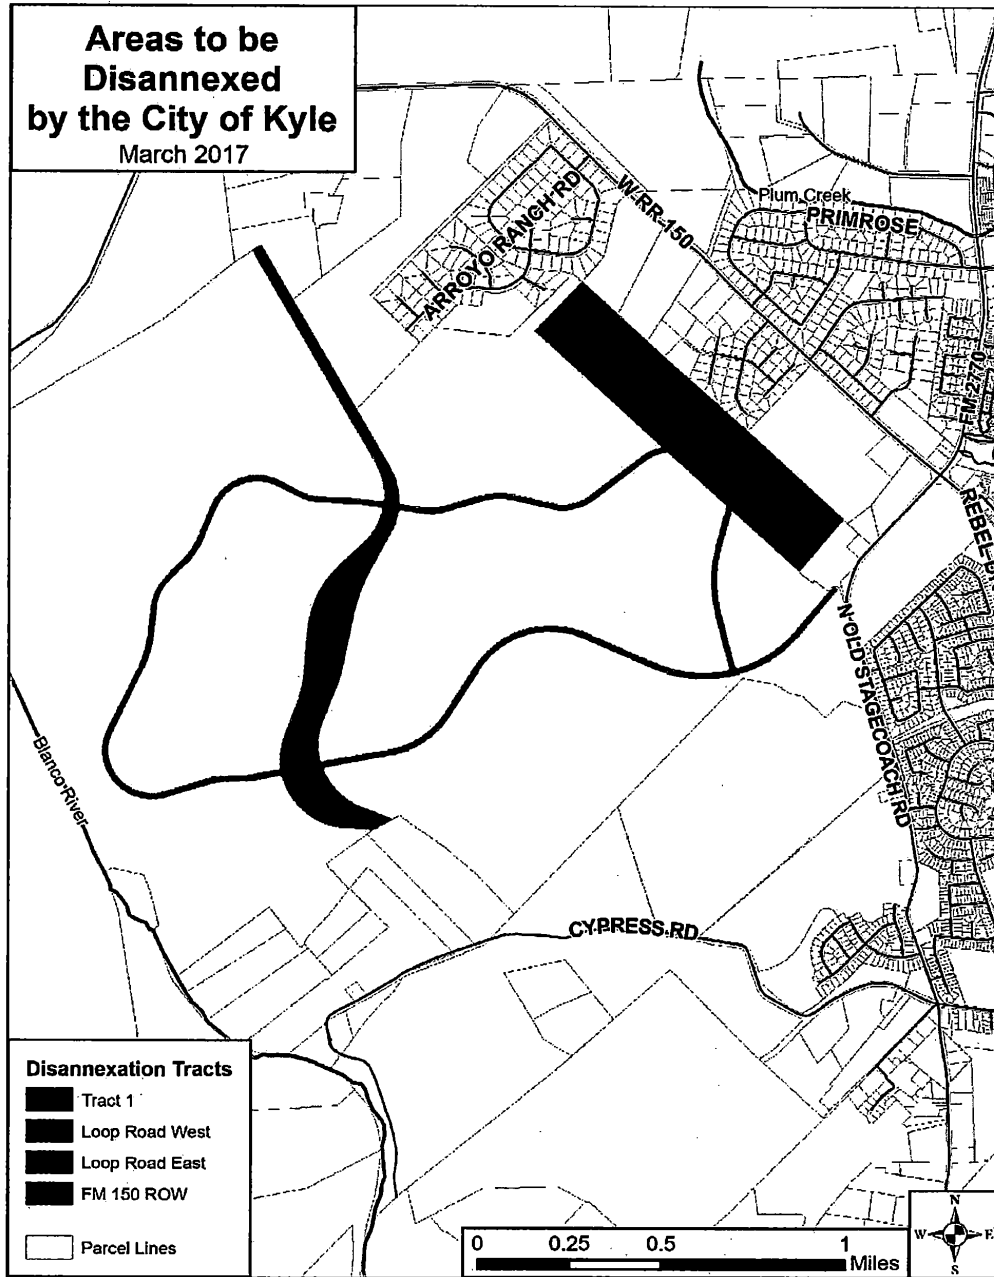 Areas to be
Disannexed
by the City of Kyle
March 2017
W RR 150
ARROYO RANCH RD
Plum Creek
PRIMROSE
FM 2770
N OLD STAGECOACH RD
Blanco River
CYPRESS RD
Disannexation Tracts
Tract 1
Loop Road West
Loop Road East
FM 150 ROW
Parcel Lines
0 0.25 0.5 1
Miles
N
W E
S